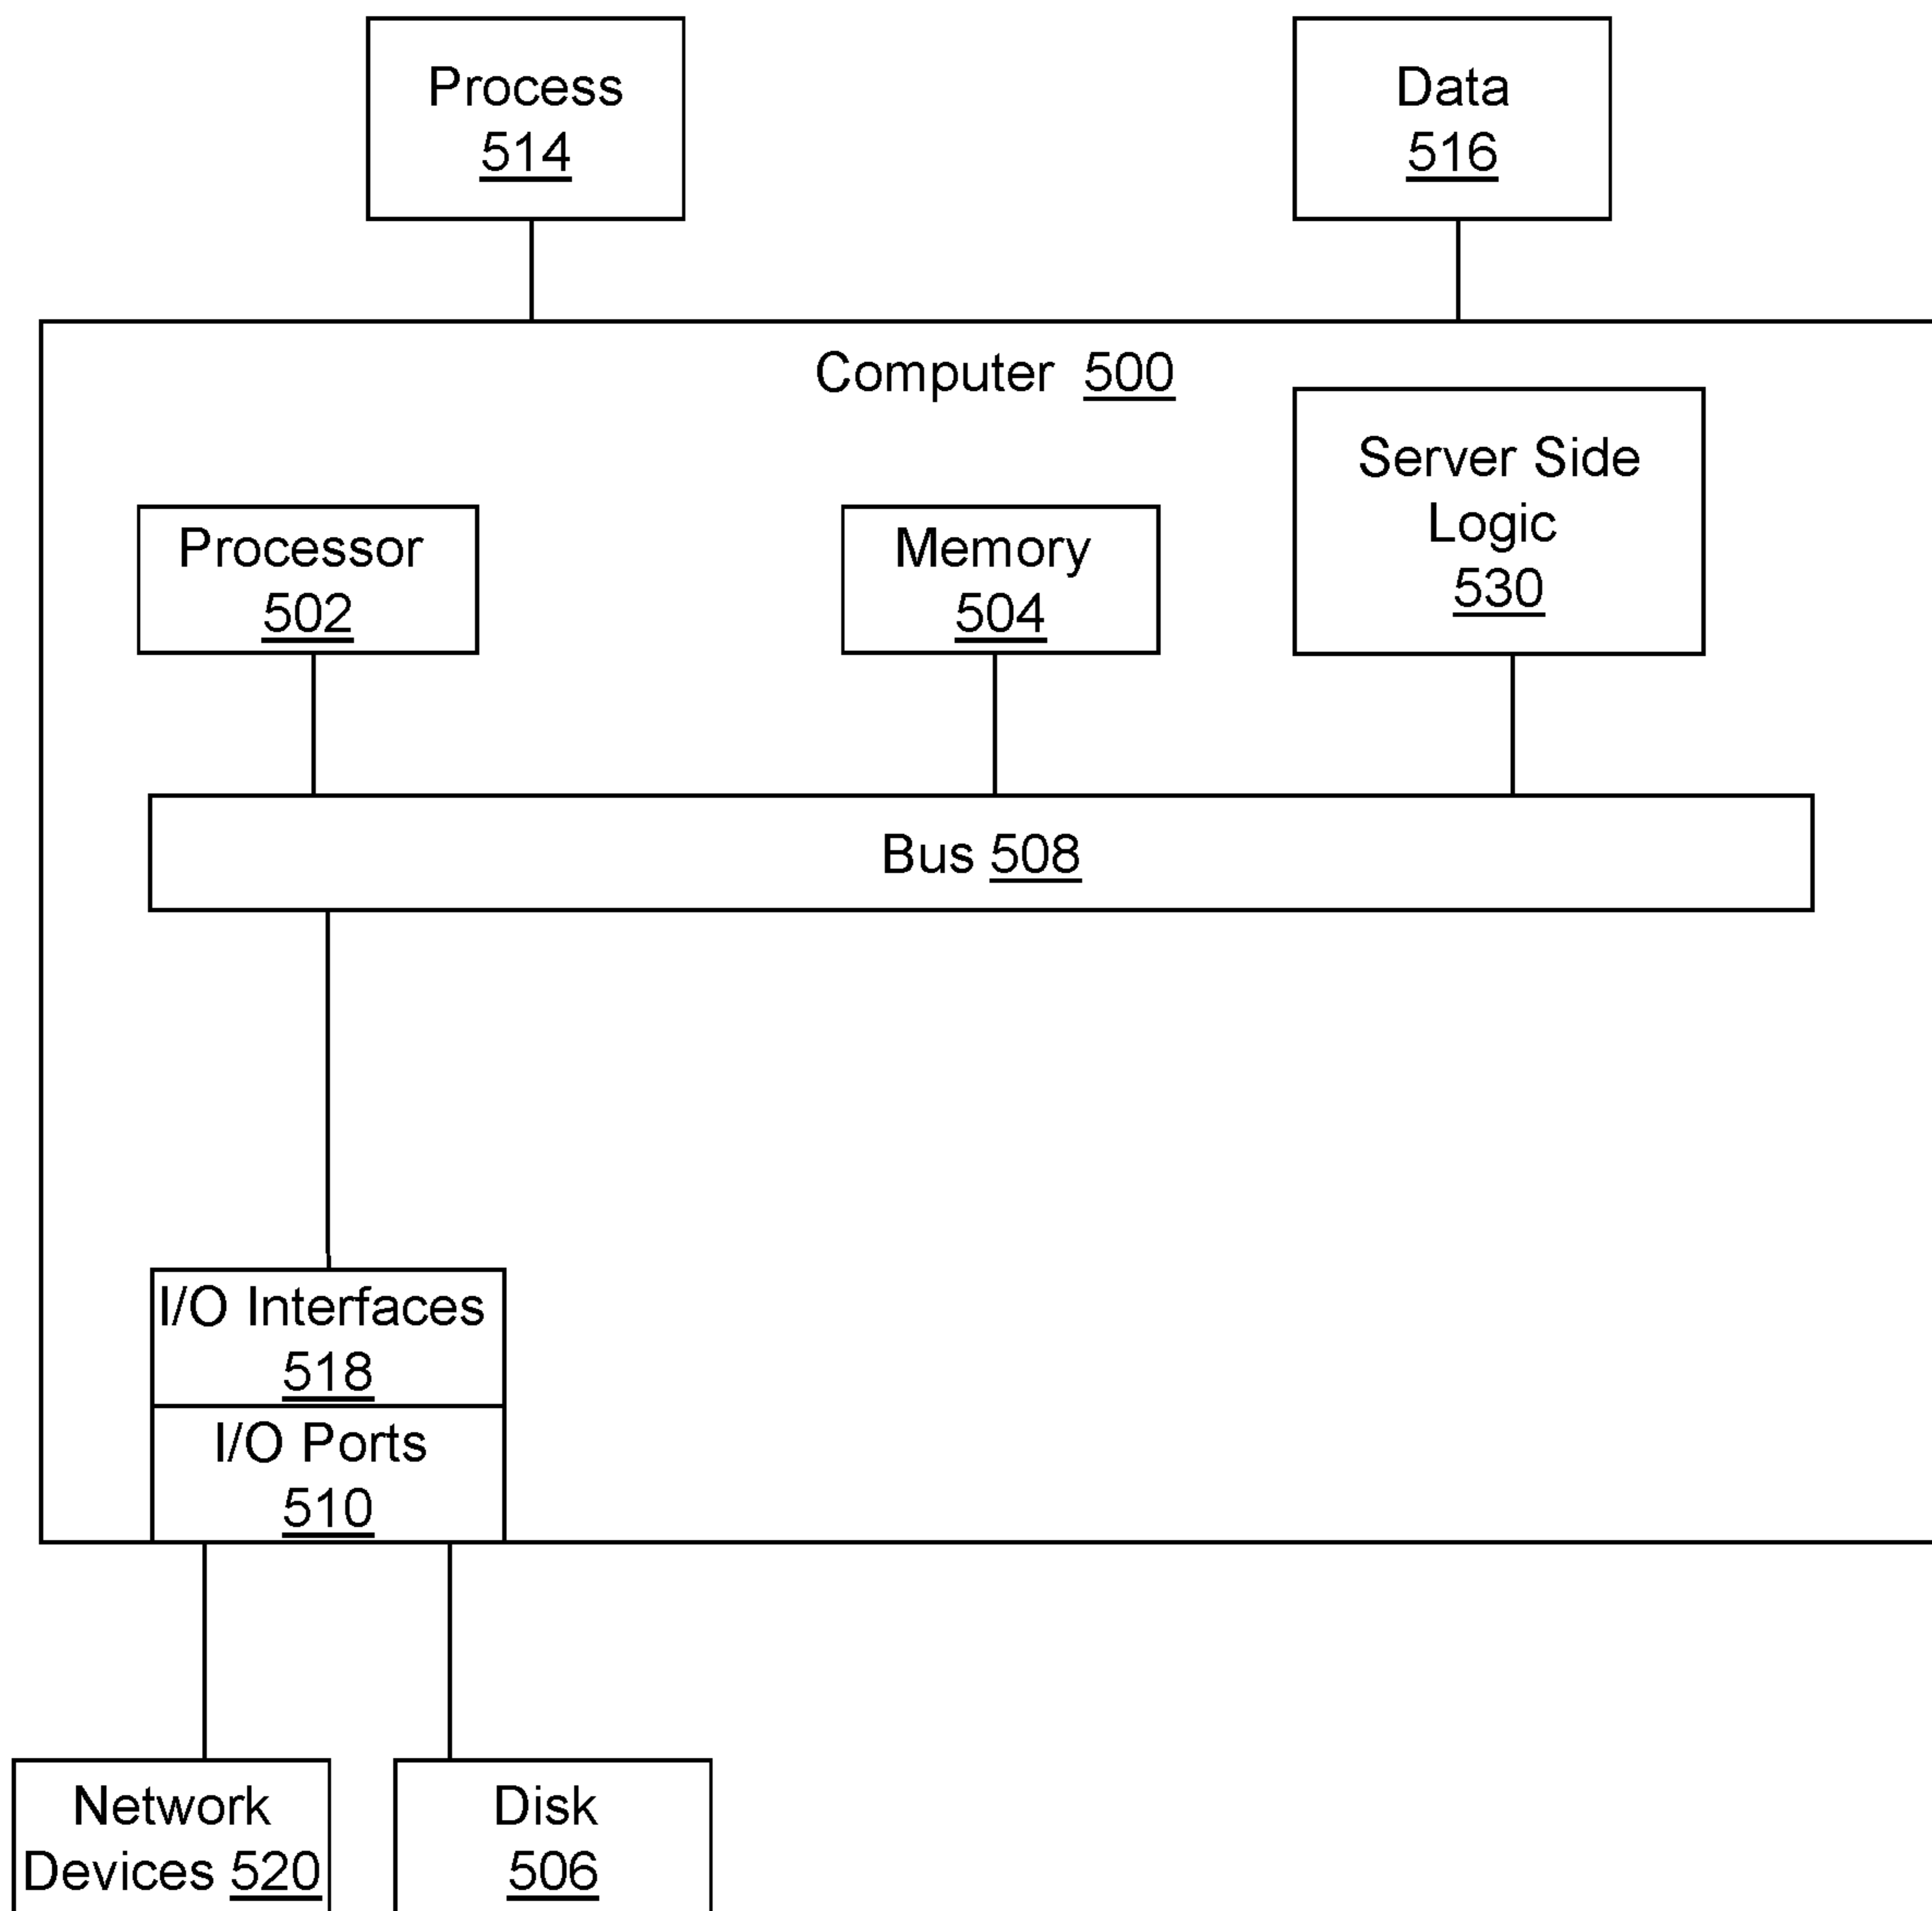 Process
514
Data
516
Computer 500
Server Side
Logic
530
Processor
502
Memory
504
Bus 508
I/O Interfaces
518
I/O Ports
510
Network
Devices 520
Disk
506